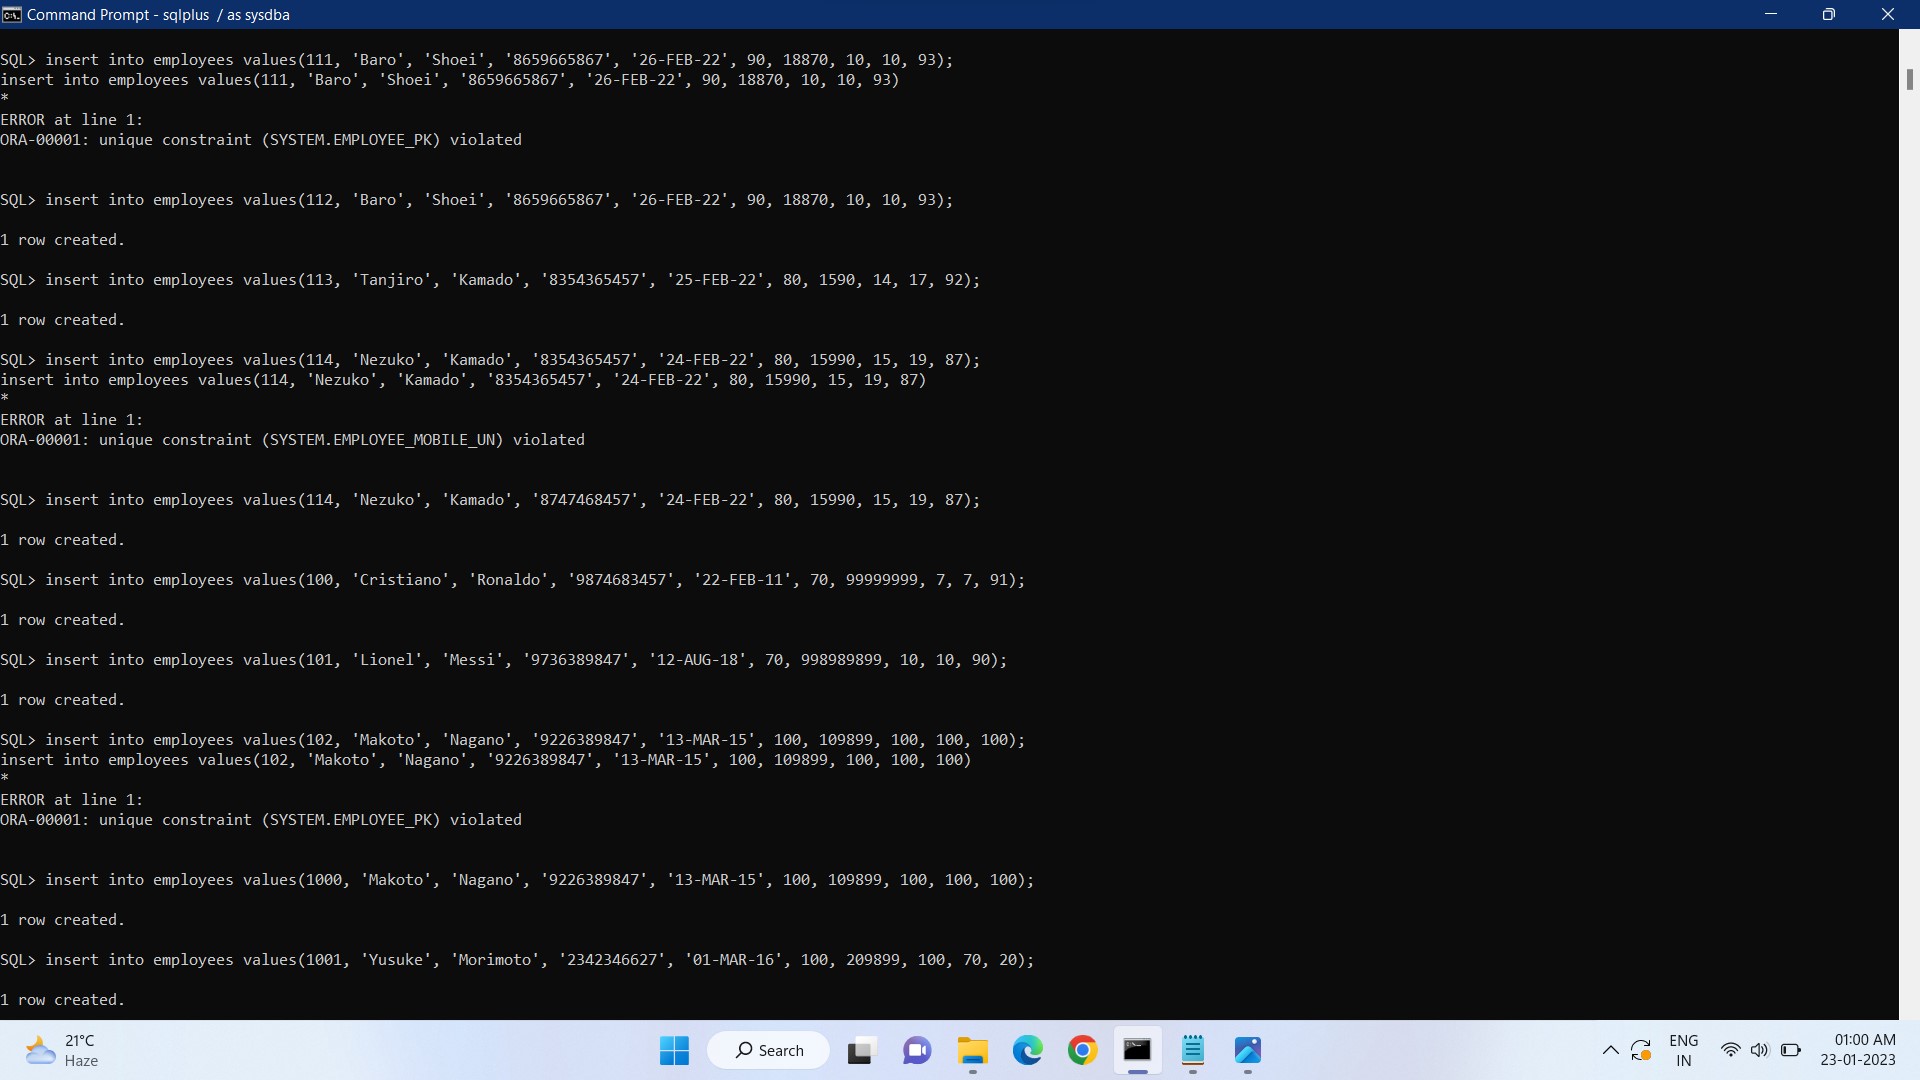 Command Prompt - sqlplus / as sysdba
SQL> insert into employees values(111, 'Baro', 'Shoei', '8659665867', '26-FEB-22', 90, 18870, 10, 10, 93);
insert into employees values(111, 'Baro', 'Shoei', '8659665867', '26-FEB-22', 90, 18870, 10, 10, 93)
*
ERROR at line 1:
ORA-00001: unique constraint (SYSTEM.EMPLOYEE_PK) violated
SQL> insert into employees values(112, 'Baro', 'Shoei', '8659665867', '26-FEB-22', 90, 18870, 10, 10, 93);
1 row created.
SQL> insert into employees values(113, 'Tanjiro', 'Kamado', '8354365457', '25-FEB-22', 80, 1590, 14, 17, 92);
1 row created.
SQL> insert into employees values(114, 'Nezuko', 'Kamado', '8354365457', '24-FEB-22', 80, 15990, 15, 19, 87);
insert into employees values(114, 'Nezuko', 'Kamado', '8354365457', '24-FEB-22', 80, 15990, 15, 19, 87)
*
ERROR at line 1:
ORA-00001: unique constraint (SYSTEM.EMPLOYEE_MOBILE_UN) violated
SQL> insert into employees values(114, 'Nezuko', 'Kamado', '8747468457', '24-FEB-22', 80, 15990, 15, 19, 87);
1 row created.
SQL> insert into employees values(100, 'Cristiano', 'Ronaldo', '9874683457', '22-FEB-11', 70, 99999999, 7, 7, 91);
1 row created.
SQL> insert into employees values(101, 'Lionel', 'Messi', '9736389847', '12-AUG-18', 70, 998989899, 10, 10, 90);
1 row created.
SQL> insert into employees values(102, 'Makoto', 'Nagano', '9226389847', '13-MAR-15', 100, 109899, 100, 100, 100);
insert into employees values(102, 'Makoto', 'Nagano', '9226389847', '13-MAR-15', 100, 109899, 100, 100, 100)
*
ERROR at line 1:
ORA-00001: unique constraint (SYSTEM.EMPLOYEE_PK) violated
SQL> insert into employees values(1000, 'Makoto', 'Nagano', '9226389847', '13-MAR-15', 100, 109899, 100, 100, 100);
1 row created.
SQL> insert into employees values(1001, 'Yusuke', 'Morimoto', '2342346627', '01-MAR-16', 100, 209899, 100, 70, 20);
1 row created.
21°C
Haze
Search
ENG
IN
01:00 AM
23-01-2023